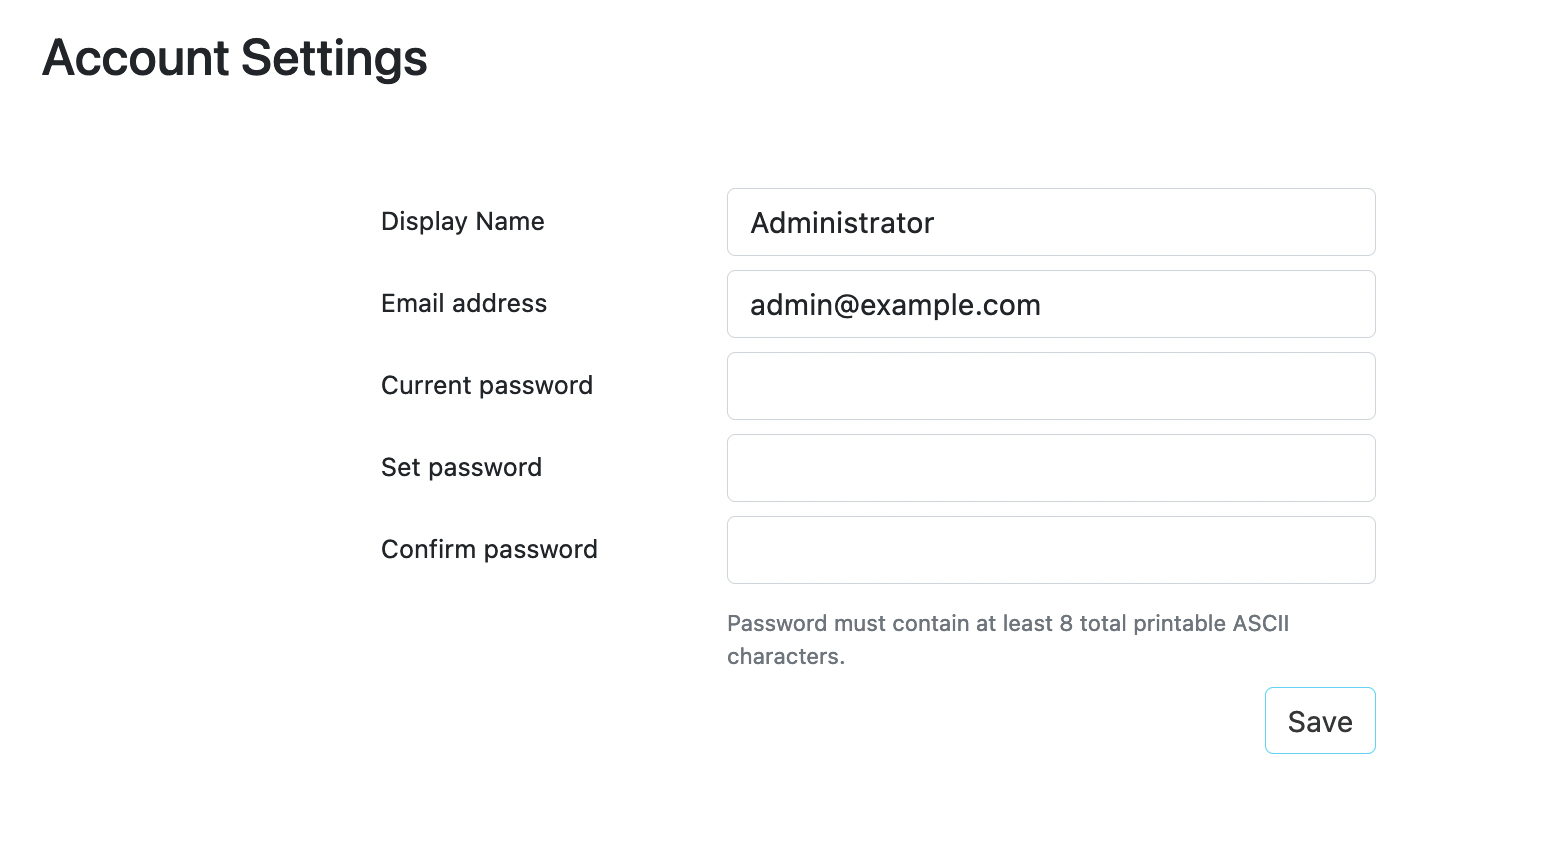 Account Settings
Display Name
Administrator
Email address
admin@example.com
Current password
Set password
Confirm password
Password must contain at least 8 total printable ASCII
characters.
Save